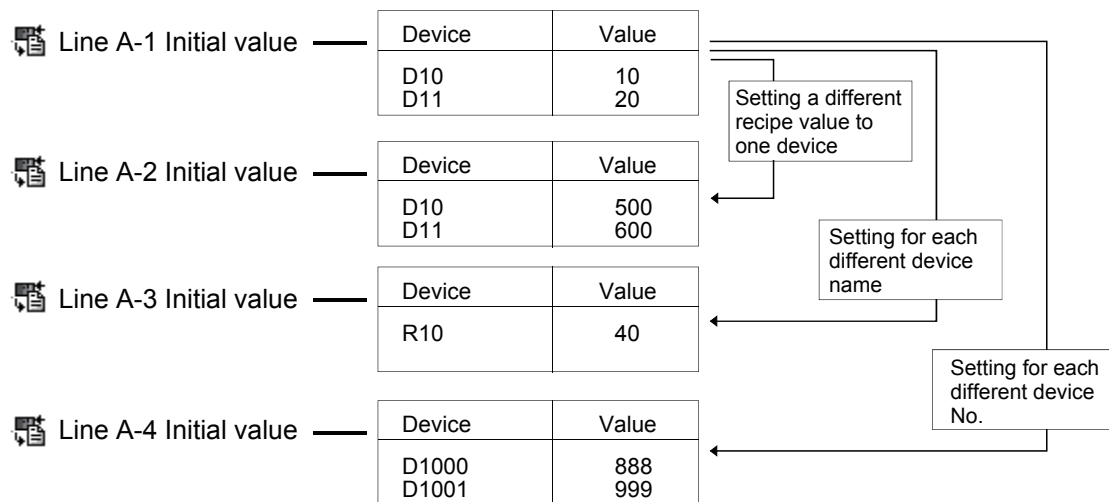 Line A-1 Initial value
Device Value
D10 10
D11 20
Setting a different
recipe value to
one device
Line A-2 Initial value
Device Value
D10 500
D11 600
Setting for each
different device
name
Line A-3 Initial value
Device Value
R10 40
Setting for each
different device
No.
Line A-4 Initial value
Device Value
D1000 888
D1001 999